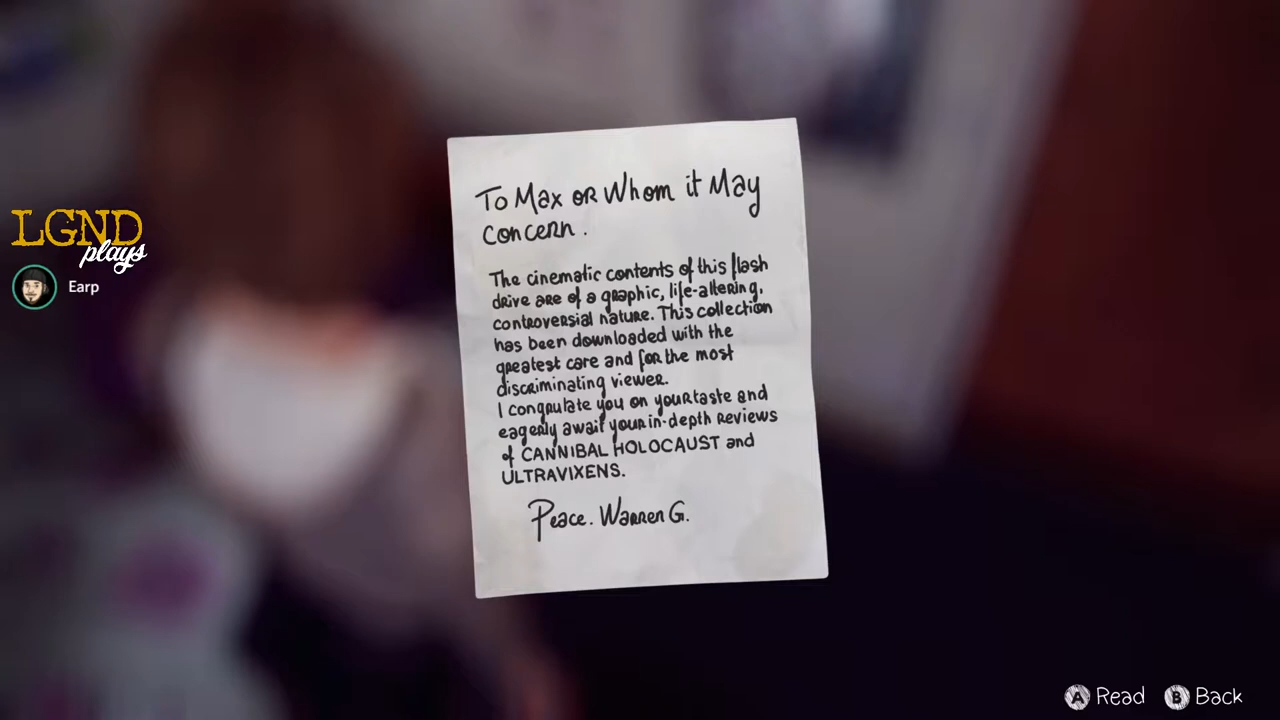 LGND
plays
Earp
To Max or Whom it May
Concern.
The cinematic contents of this flash
drive are of a graphic, life-altering,
controversial nature. This collection
has been downloaded with the
greatest care and for the most
discriminating viewer.
I congrulate you on your taste and
eagerly await your in-depth reviews
of CANNIBAL HOLOCAUST and
ULTRAVIXENS.
Peace. Warren G.
A Read B Back